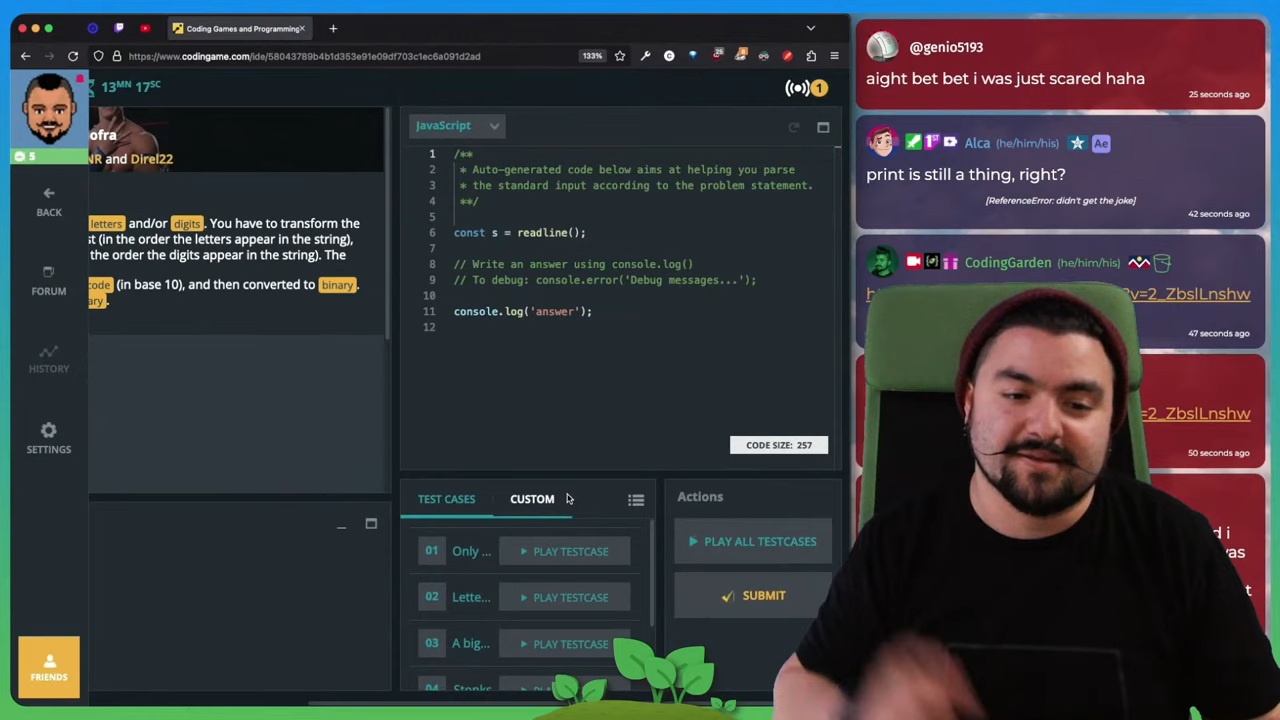 Coding Games and Programming
https://www.codingame.com/ide/58043789b4b1d353e91e09df703c1ec6a091d2ad
133%
13MN 17SC
1
5
ofra
NR and Direl22
letters and/or digits. You have to transform the
st (in the order the letters appear in the string),
the order the digits appear in the string). The
code (in base 10), and then converted to binary.
ary.
BACK
FORUM
HISTORY
SETTINGS
FRIENDS
JavaScript
1 /**
2 * Auto-generated code below aims at helping you parse
3 * the standard input according to the problem statement.
4 **/
5
6 const s = readline();
7
8 // Write an answer using console.log()
9 // To debug: console.error('Debug messages...');
10
11 console.log('answer');
12
CODE SIZE: 257
TEST CASES CUSTOM
01 Only ... PLAY TESTCASE
02 Lette... PLAY TESTCASE
03 A big... PLAY TESTCASE
04 Stonks
Actions
PLAY ALL TESTCASES
SUBMIT
@genio5193
aight bet bet i was just scared haha
25 seconds ago
Alca (he/him/his) Ae
print is still a thing, right?
[ReferenceError: didn't get the joke]
42 seconds ago
CodingGarden (he/him/his)
?v=2_ZbslLnshw
47 seconds ago
=2_ZbslLnshw
50 seconds ago